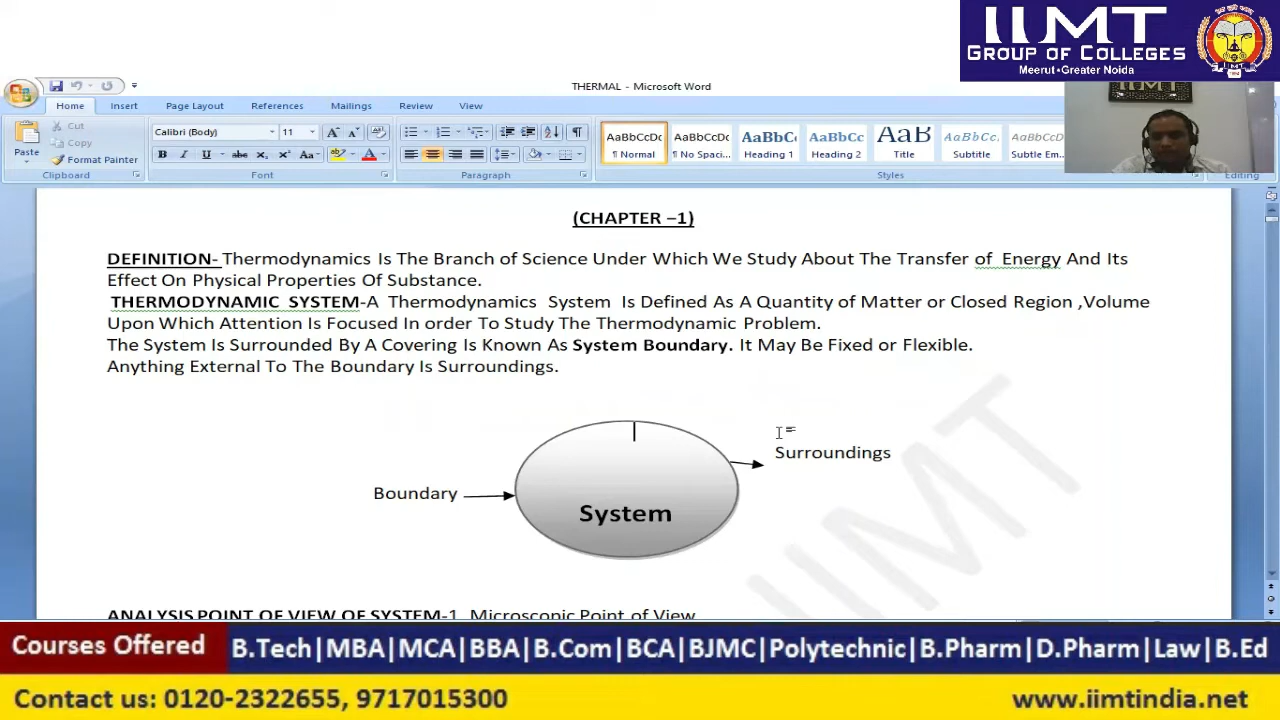 IIMT
GROUP OF COLLEGES
Meerut•Greater Noida
THERMAL - Microsoft Word
Home Insert Page Layout References Mailings Review View
Cut
Copy
Paste
Format Painter
Clipboard
Calibri (Body) 11
Font
Paragraph
AaBbCcDc AaBbCcDc AaBbC AaBbCc AaB AaBbCc. AaBbCcDc
¶ Normal ¶ No Spaci... Heading 1 Heading 2 Title Subtitle Subtle Em...
Styles
Editing
(CHAPTER –1)
DEFINITION- Thermodynamics Is The Branch of Science Under Which We Study About The Transfer of Energy And Its
Effect On Physical Properties Of Substance.
THERMODYNAMIC SYSTEM-A Thermodynamics System Is Defined As A Quantity of Matter or Closed Region ,Volume
Upon Which Attention Is Focused In order To Study The Thermodynamic Problem.
The System Is Surrounded By A Covering Is Known As System Boundary. It May Be Fixed or Flexible.
Anything External To The Boundary Is Surroundings.
Surroundings
Boundary
System
IIMT
ANALYSIS POINT OF VIEW OF SYSTEM-1. Microscopic Point of View
Courses Offered
B.Tech|MBA|MCA|BBA|B.Com|BCA|BJMC|Polytechnic|B.Pharm|D.Pharm|Law|B.Ed
Contact us: 0120-2322655, 9717015300
www.iimtindia.net